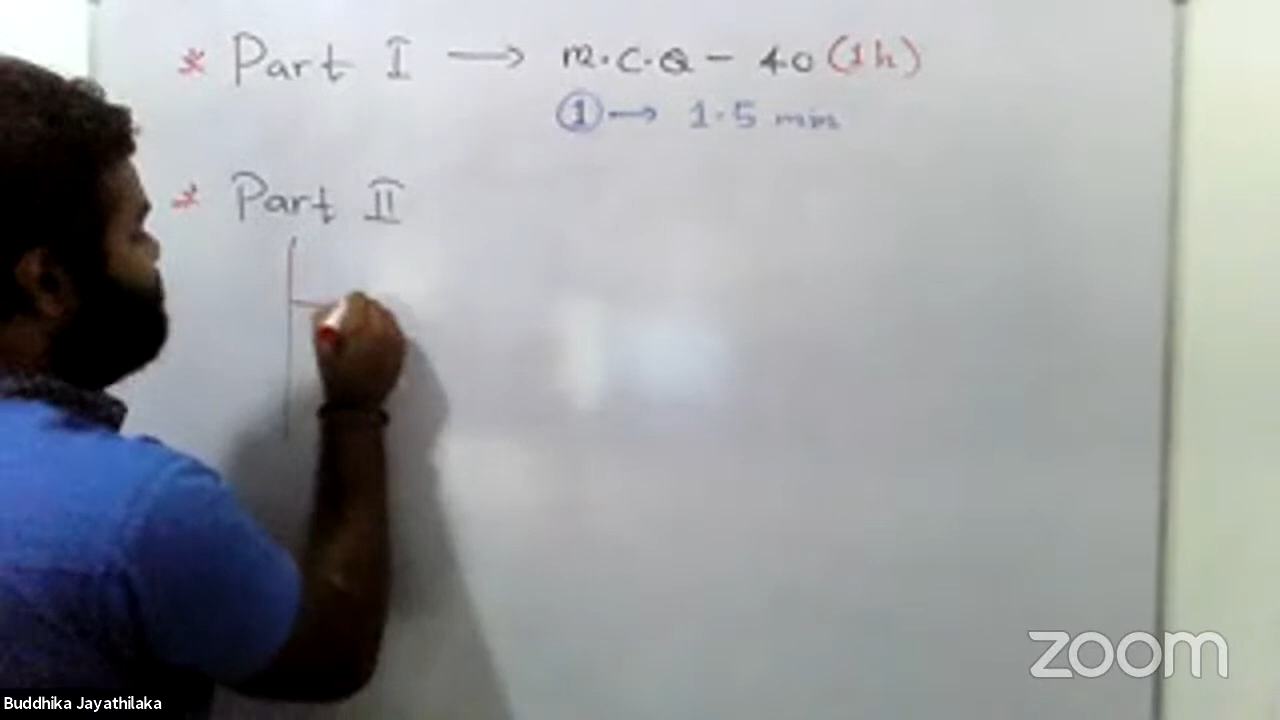 * Part I → M.C.Q - 40 (1h)
① → 1.5 min
* Part II
zoom
Buddhika Jayathilaka